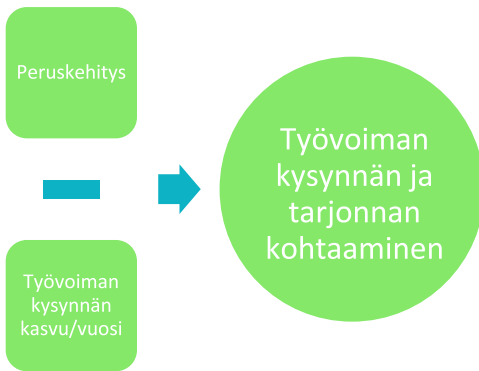 Peruskehitys
Työvoiman
kysynnän
kasvu/vuosi
Työvoiman
kysynnän ja
tarjonnan
kohtaaminen